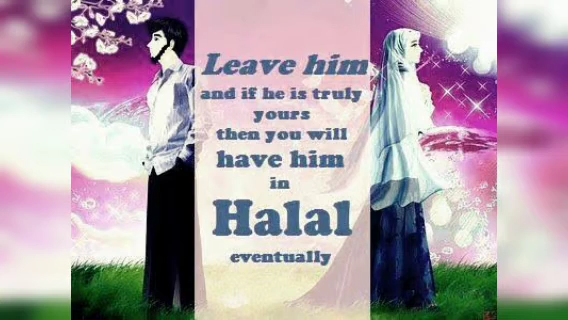 Leave him
and if he is truly
yours
then you will
have him
in
Halal
eventually